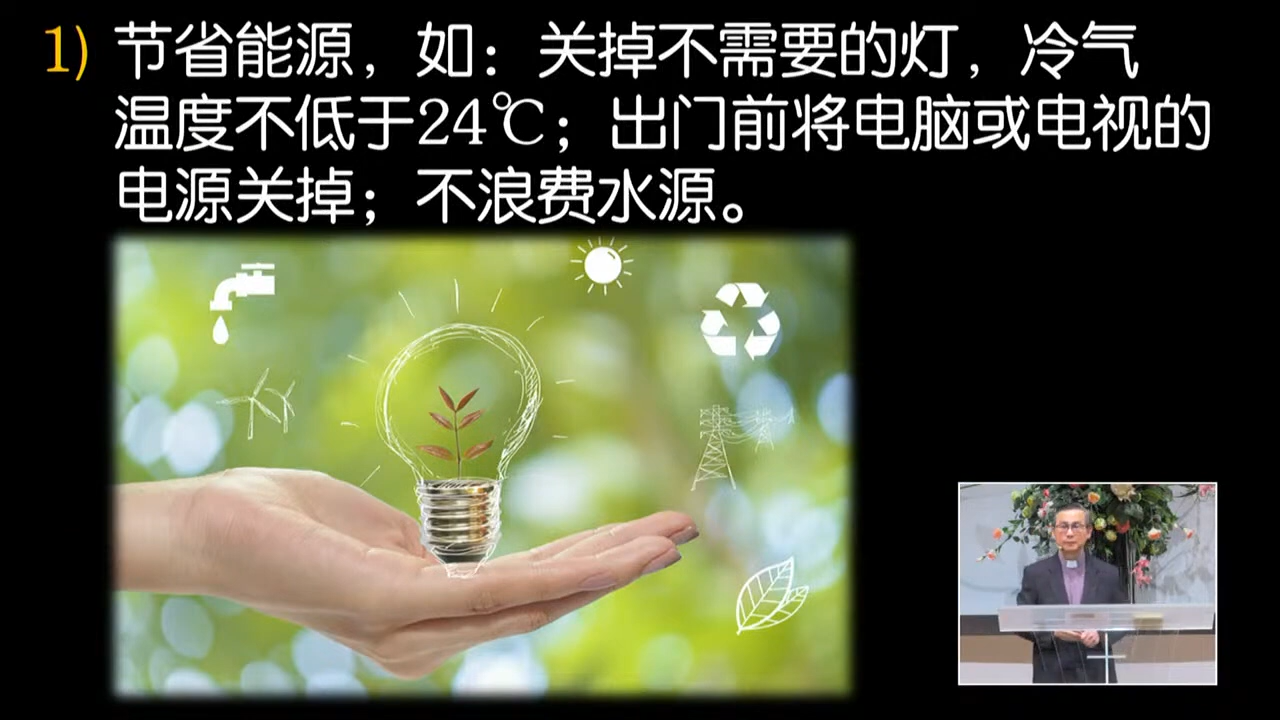 1) 节省能源，如：关掉不需要的灯，冷气
温度不低于24℃；出门前将电脑或电视的
电源关掉；不浪费水源。